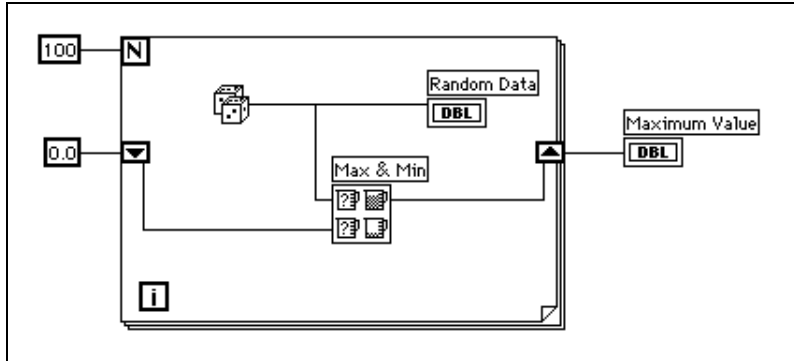 100
N
Random Data
DBL
Maximum Value
DBL
0.0
Max & Min
? 
?
i